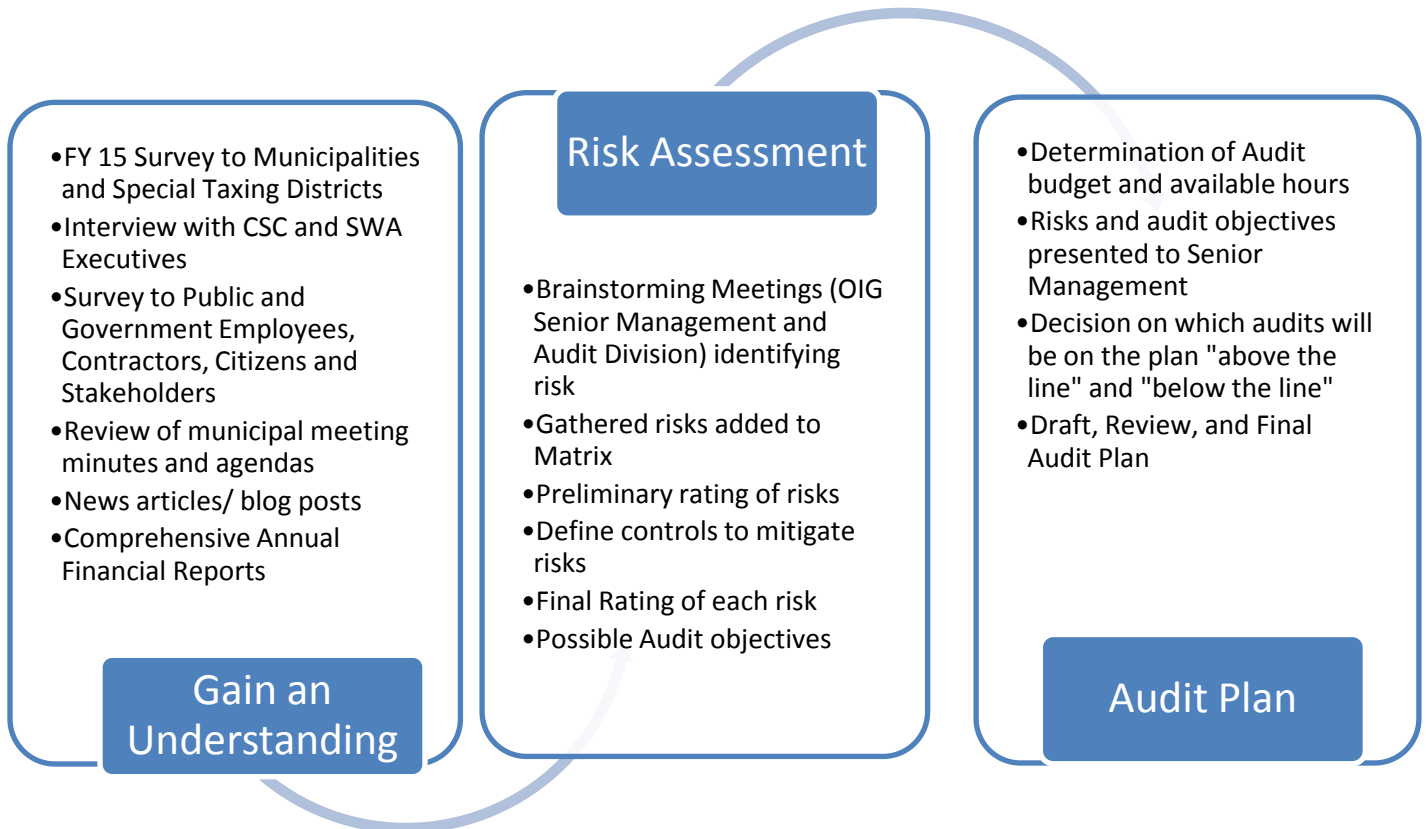 •FY 15 Survey to Municipalities
and Special Taxing Districts
•Interview with CSC and SWA
Executives
•Survey to Public and
Government Employees,
Contractors, Citizens and
Stakeholders
•Review of municipal meeting
minutes and agendas
•News articles/ blog posts
•Comprehensive Annual
Financial Reports
Gain an
Understanding
Risk Assessment
•Brainstorming Meetings (OIG
Senior Management and
Audit Division) identifying
risk
•Gathered risks added to
Matrix
•Preliminary rating of risks
•Define controls to mitigate
risks
•Final Rating of each risk
•Possible Audit objectives
•Determination of Audit
budget and available hours
•Risks and audit objectives
presented to Senior
Management
•Decision on which audits will
be on the plan "above the
line" and "below the line"
•Draft, Review, and Final
Audit Plan
Audit Plan